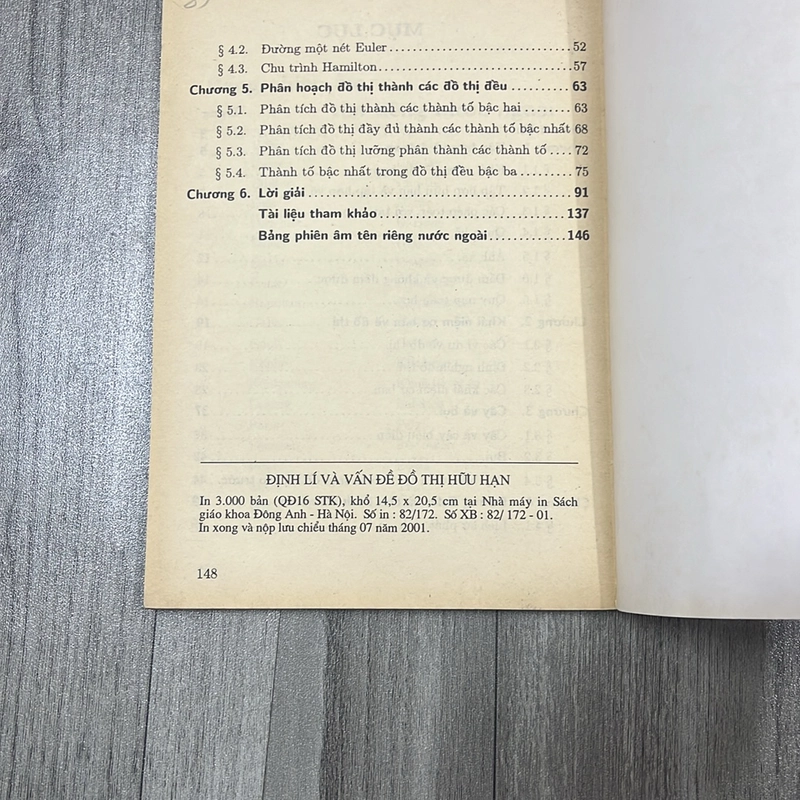 § 4.2. Đường một nét Euler 52
§ 4.3. Chu trình Hamilton 57
Chương 5. Phân hoạch đồ thị thành các đồ thị đều 63
§ 5.1. Phân tích đồ thị thành các thành tố bậc hai 63
§ 5.2. Phân tích đồ thị đầy đủ thành các thành tố bậc nhất 68
§ 5.3. Phân tích đồ thị lưỡng phân thành các thành tố 72
§ 5.4. Thành tố bậc nhất trong đồ thị đều bậc ba 75
Chương 6. Lời giải 91
Tài liệu tham khảo 137
Bảng phiên âm tên riêng nước ngoài 146
ĐỊNH LÍ VÀ VẤN ĐỀ ĐỒ THỊ HỮU HẠN
In 3.000 bản (QĐ16 STK), khổ 14,5 x 20,5 cm tại Nhà máy in Sách
giáo khoa Đông Anh - Hà Nội. Số in : 82/172. Số XB : 82/ 172 - 01.
In xong và nộp lưu chiểu tháng 07 năm 2001.
148